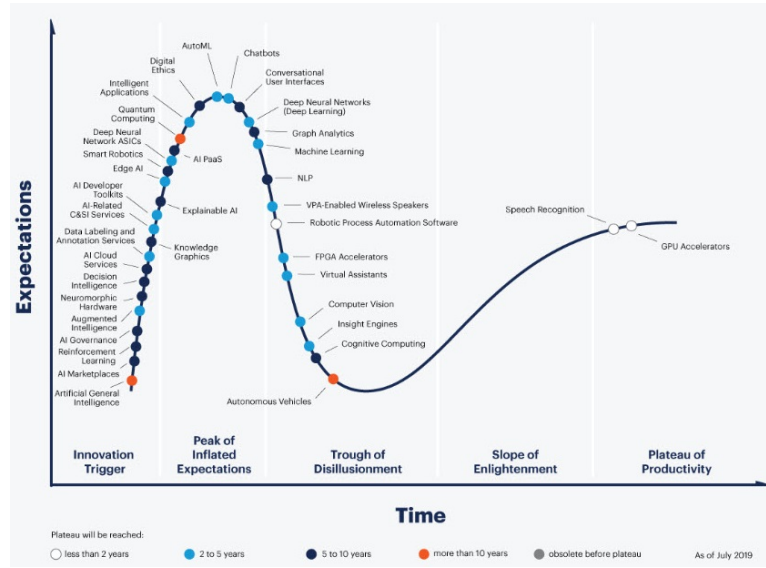 AutoML
Chatbots
Digital
Ethics
Conversational
User Interfaces
Intelligent
Applications
Deep Neural Networks
(Deep Learning)
Quantum
Computing
Graph Analytics
Deep Neural
Network ASICs
Machine Learning
AI PaaS
Smart Robotics
Edge AI
NLP
AI Developer
Toolkits
VPA-Enabled Wireless Speakers
Explainable AI
AI-Related
C&SI Services
Robotic Process Automation Software
Speech Recognition
Data Labeling and
Annotation Services
Knowledge
Graphics
GPU Accelerators
AI Cloud
Services
FPGA Accelerators
Decision
Intelligence
Virtual Assistants
Neuromorphic
Hardware
Computer Vision
Augmented
Intelligence
Insight Engines
AI Governance
Cognitive Computing
Reinforcement
Learning
AI Marketplaces
Artificial General
Intelligence
Autonomous Vehicles
Expectations
Innovation
Trigger
Peak of
Inflated
Expectations
Trough of
Disillusionment
Slope of
Enlightenment
Plateau of
Productivity
Time
Plateau will be reached:
less than 2 years
2 to 5 years
5 to 10 years
more than 10 years
obsolete before plateau
As of July 2019